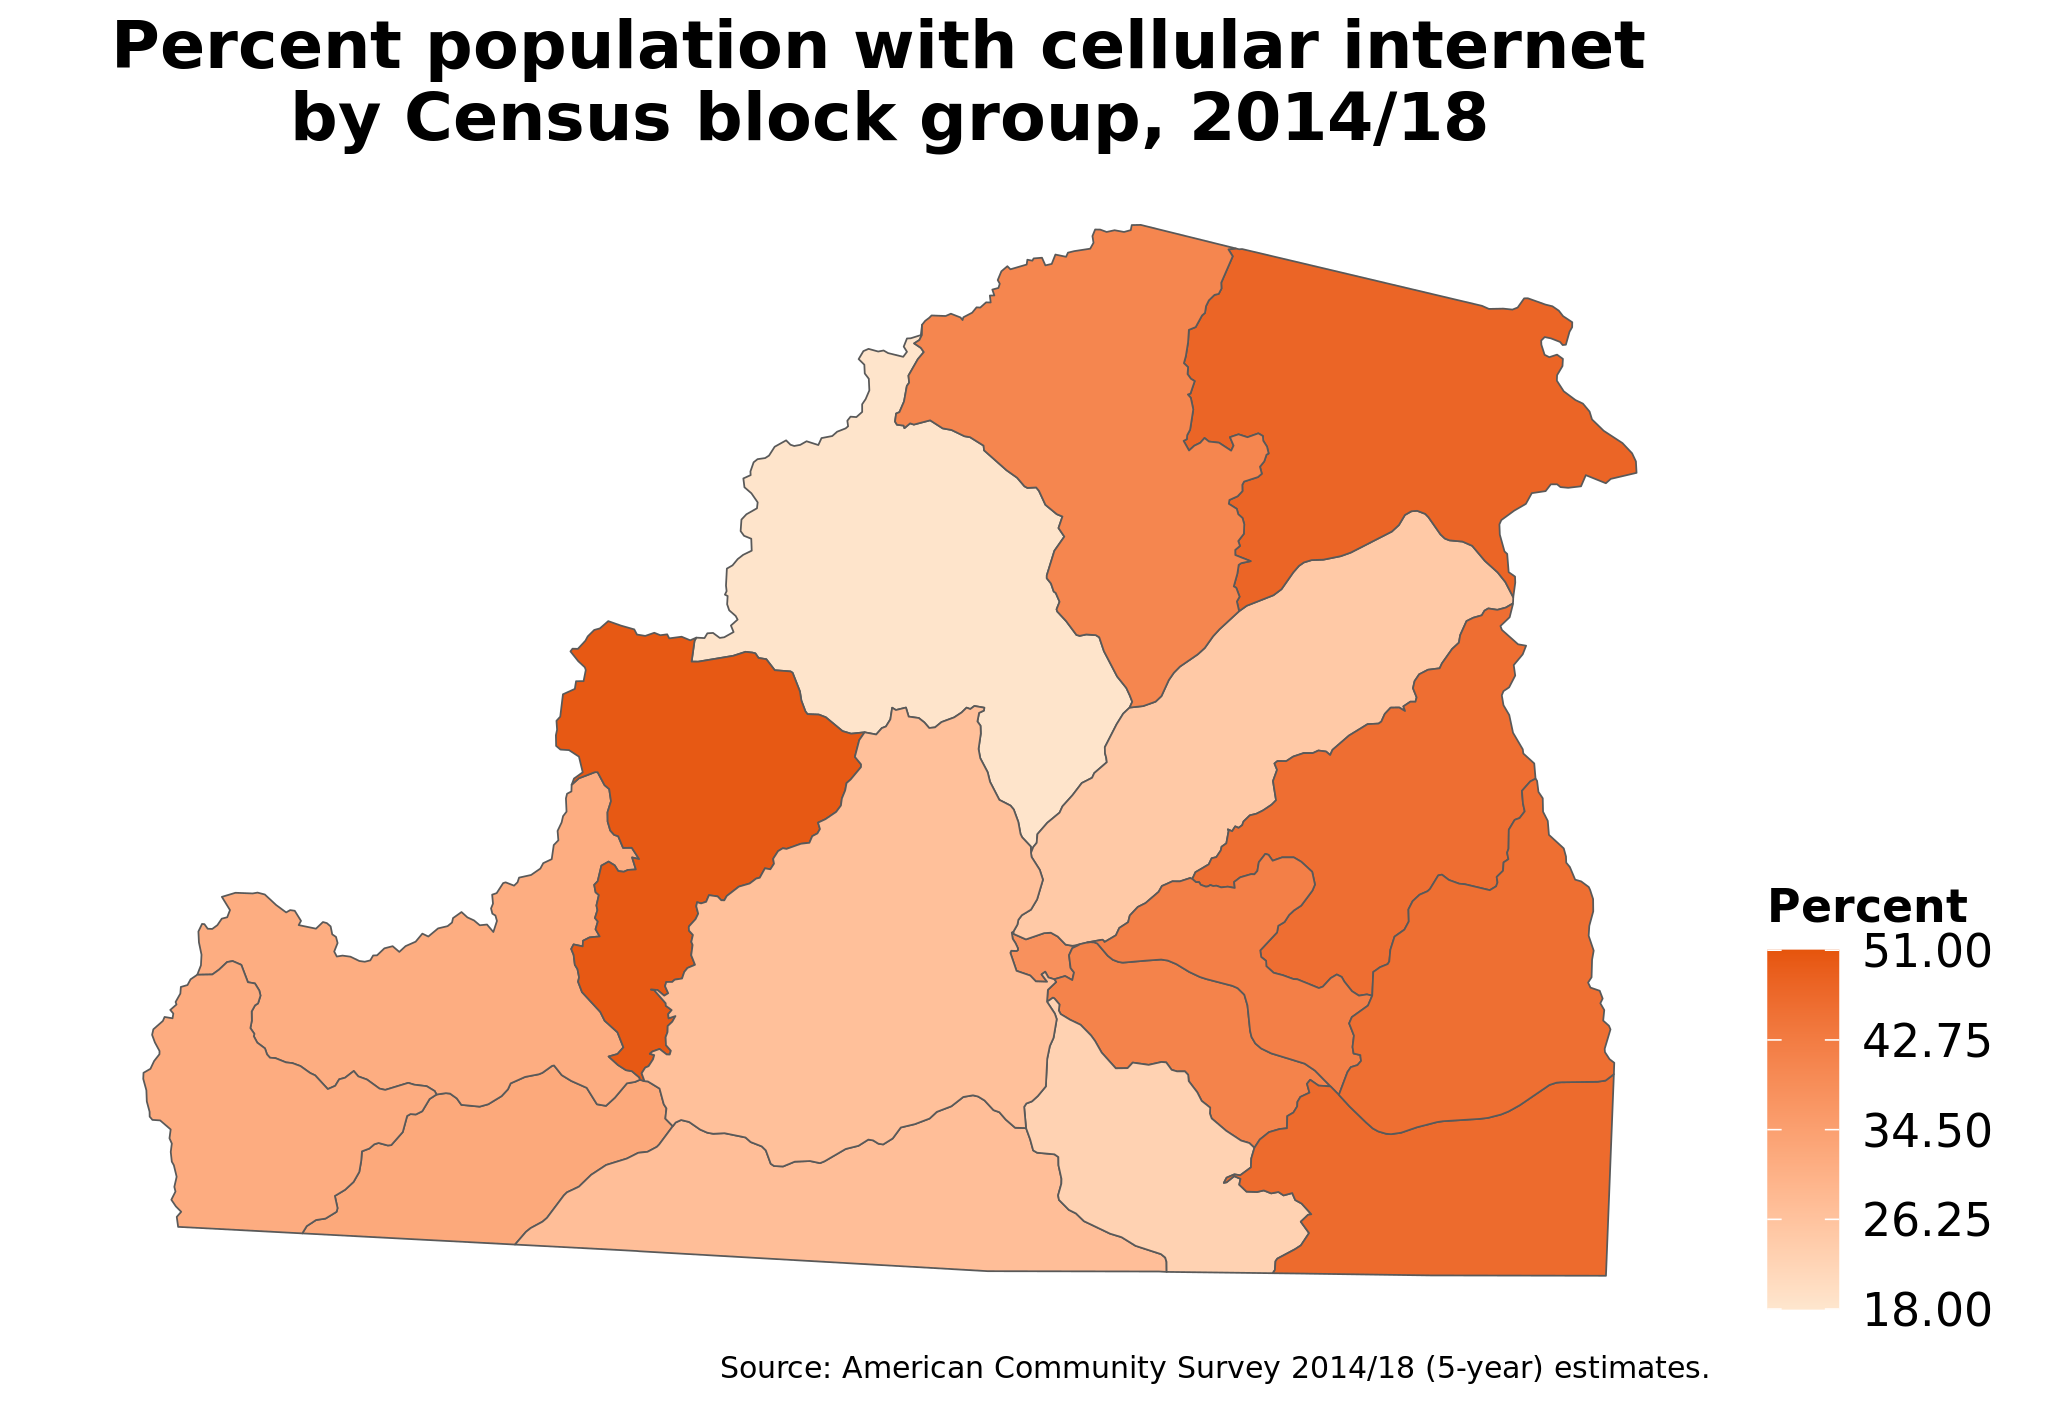 Percent population with cellular internet
by Census block group, 2014/18
Percent
51.00
42.75
34.50
26.25
18.00
Source: American Community Survey 2014/18 (5-year) estimates.